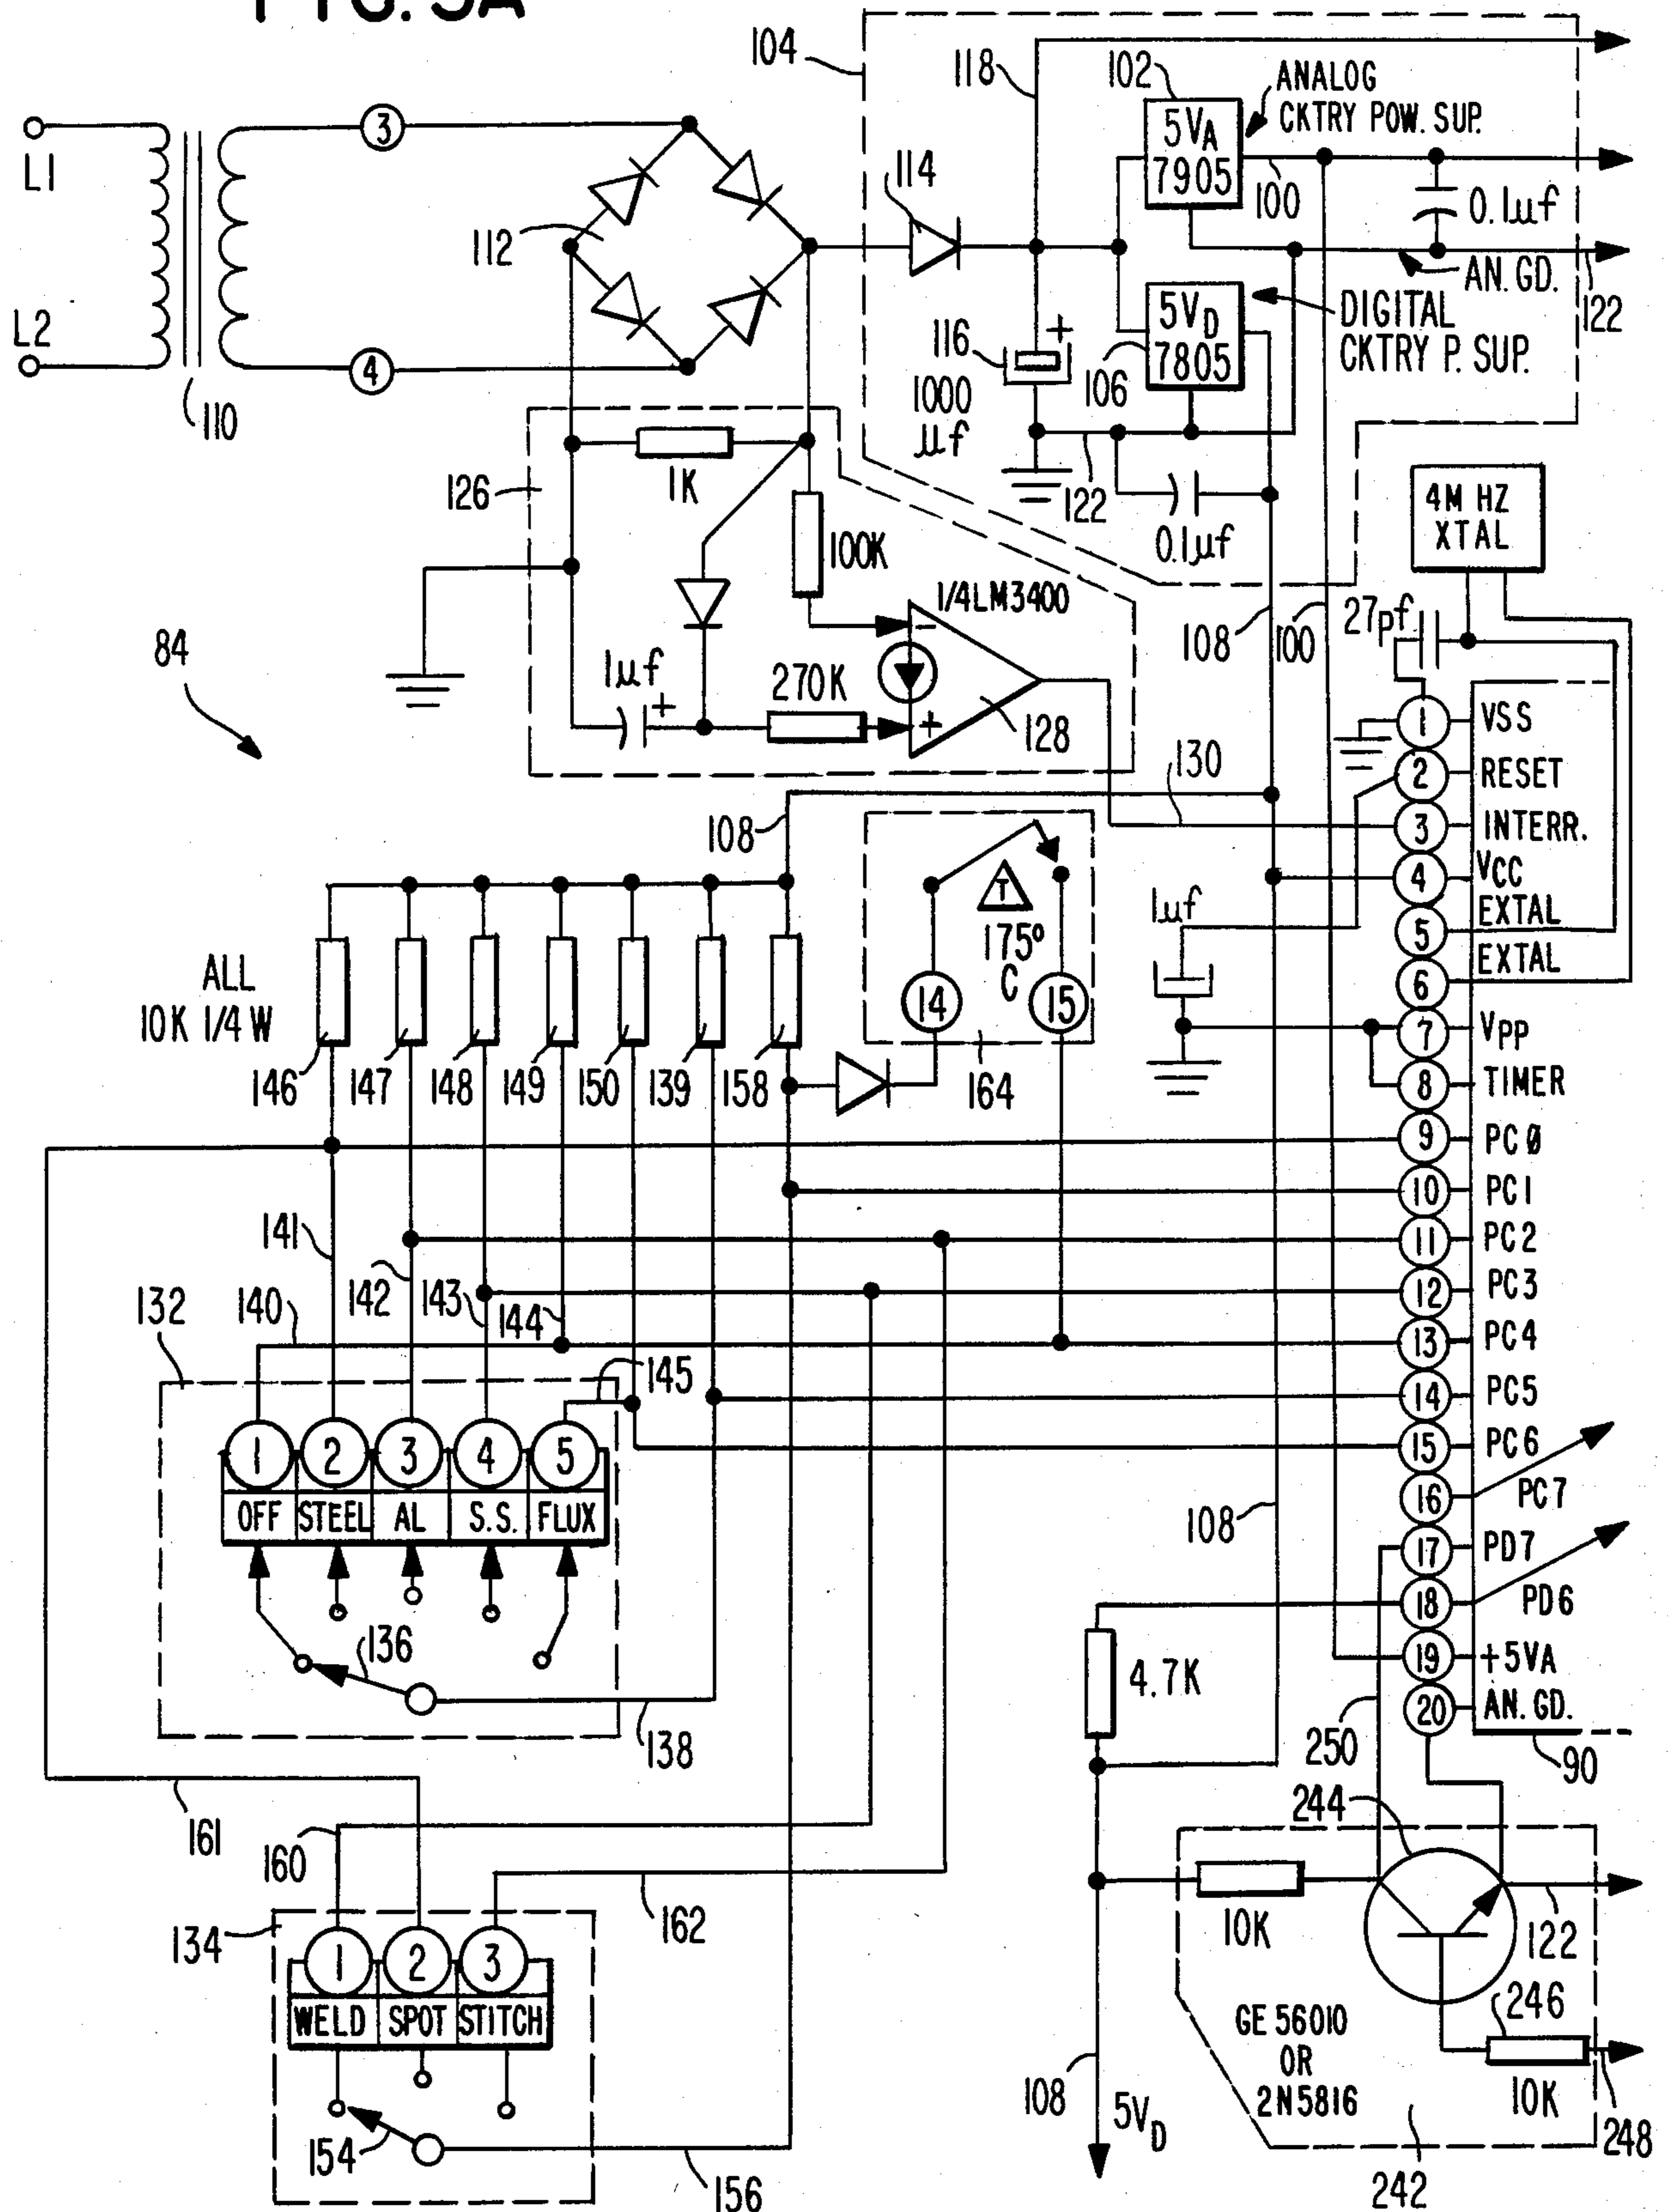 FIG. 5A
104
118
102
ANALOG
CKTRY POW. SUP.
5VA
7905
100
0.1µf
L1
3
112
114
AN. GD.
122
L2
4
110
116
1000
µf
+
106
5VD
7805
DIGITAL
CKTRY P. SUP.
122
0.1µf
126
1K
100K
4M HZ
XTAL
1/4LM3400
108
100
27pf
84
1µf
+
270K
-
+
128
130
108
1µf
T
175°
C
14
15
164
ALL
10K 1/4 W
146
147
148
149
150
139
158
1 VSS
2 RESET
3 INTERR.
4 VCC
5 EXTAL
6 EXTAL
7 VPP
8 TIMER
9 PCØ
10 PC1
11 PC2
12 PC3
13 PC4
14 PC5
15 PC6
16 PC7
17 PD7
18 PD6
19 +5VA
20 AN. GD.
90
141
142
143
144
132
140
145
1 2 3 4 5
OFF STEEL AL S.S. FLUX
136
138
108
4.7K
250
161
160
162
244
134
1 2 3
WELD SPOT STITCH
154
156
10K
122
GE 56010
OR
2N5816
246
10K
248
108
5VD
242